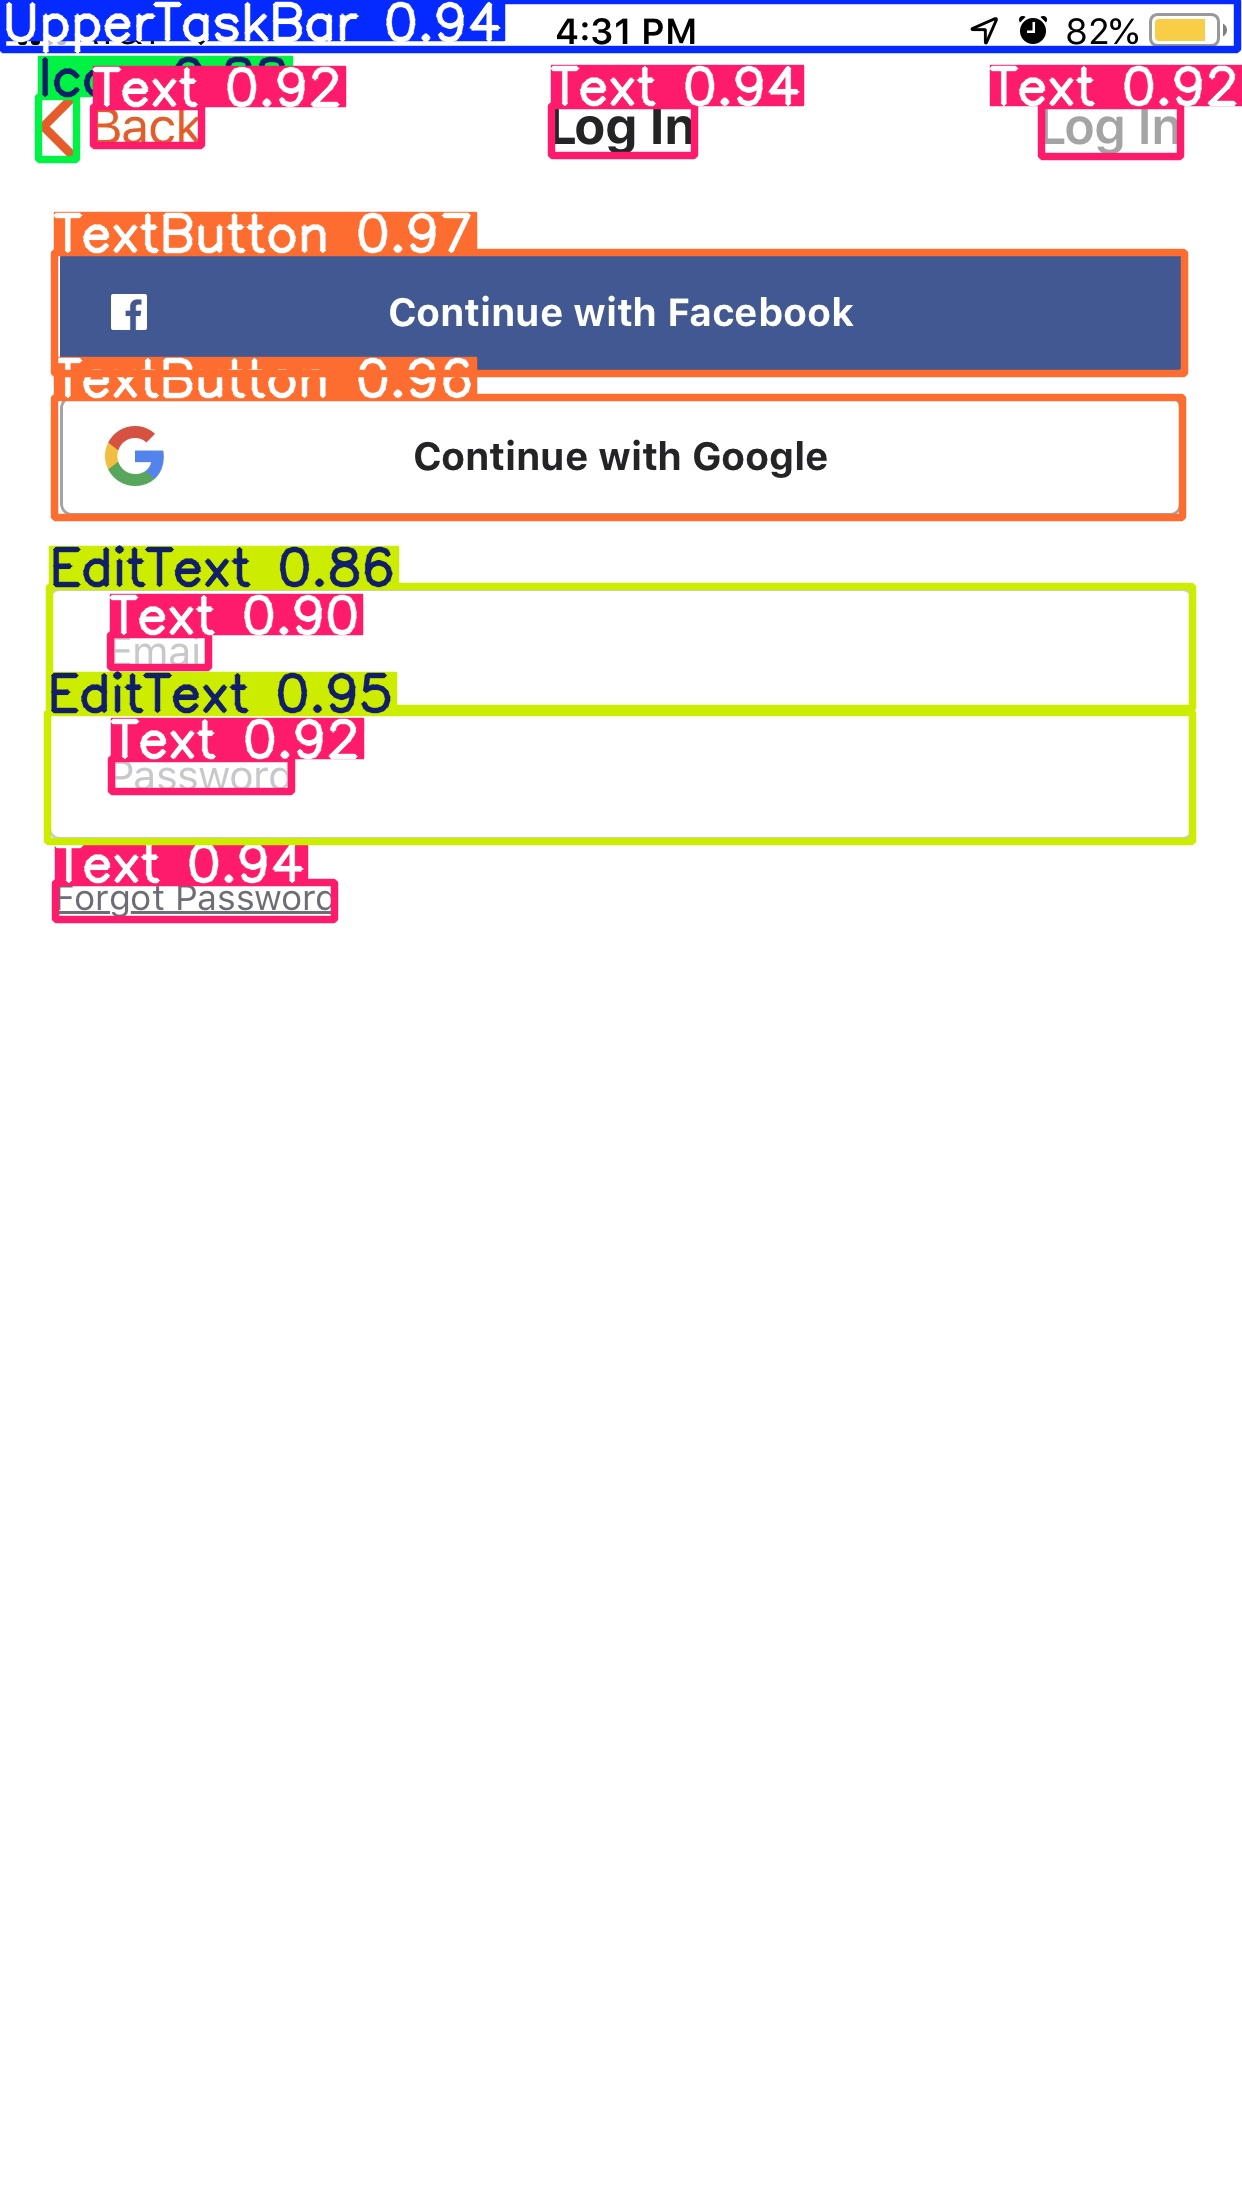 UpperTaskBar 0.94 4:31 PM 82%
Text 0.92 Text 0.94 Text 0.92
Back Log In Log In
TextButton 0.97
Continue with Facebook
TextButton 0.96
Continue with Google
EditText 0.86
Text 0.90
Email
EditText 0.95
Text 0.92
Password
Text 0.94
Forgot Password